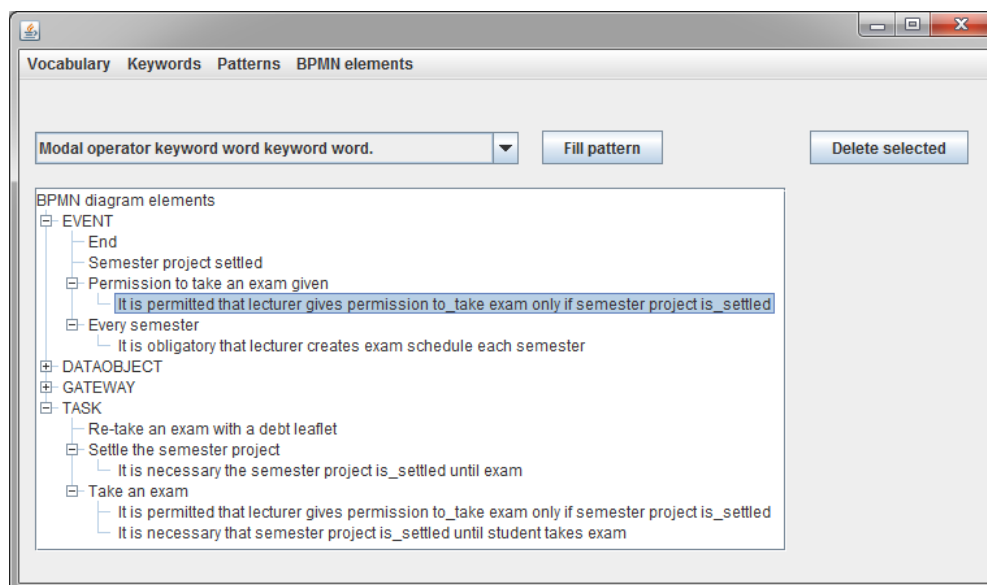 Vocabulary Keywords Patterns BPMN elements
Modal operator keyword word keyword word. Fill pattern Delete selected
BPMN diagram elements
EVENT
End
Semester project settled
Permission to take an exam given
It is permitted that lecturer gives permission to_take exam only if semester project is_settled
Every semester
It is obligatory that lecturer creates exam schedule each semester
DATAOBJECT
GATEWAY
TASK
Re-take an exam with a debt leaflet
Settle the semester project
It is necessary the semester project is_settled until exam
Take an exam
It is permitted that lecturer gives permission to_take exam only if semester project is_settled
It is necessary that semester project is_settled until student takes exam